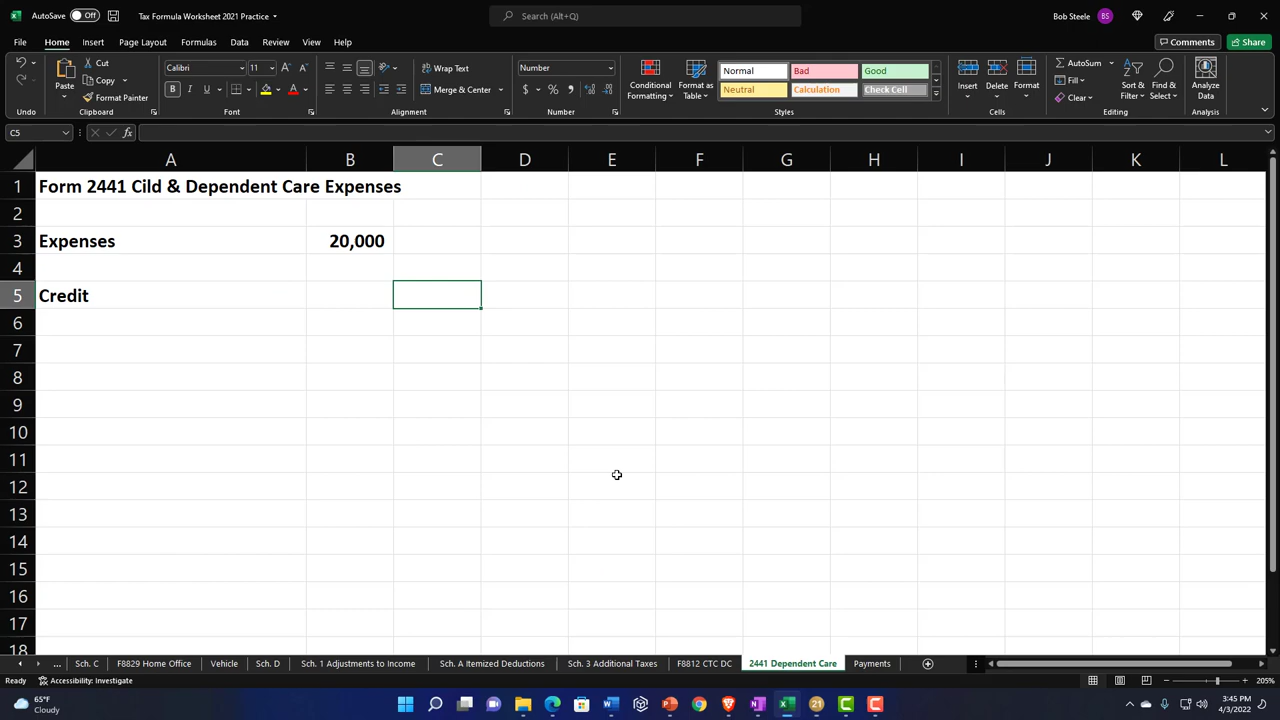 AutoSave Off Tax Formula Worksheet 2021 Practice Search (Alt+Q) Bob Steele BS
File Home Insert Page Layout Formulas Data Review View Help Comments Share
Cut Calibri 11 Wrap Text Number AutoSum
Normal Bad Good
Paste Copy Conditional Formatting Format as Table Insert Delete Format Fill Sort & Filter Find & Select Analyze Data
Format Painter B I U A Merge & Center $ % Neutral Calculation Check Cell Clear
Undo Clipboard Font Alignment Number Styles Cells Editing Analysis
C5 fx
A B C D E F G H I J K L
1 Form 2441 Cild & Dependent Care Expenses
2
3 Expenses 20,000
4
5 Credit
6
7
8
9
10
11
12
13
14
15
16
17
18
... Sch. C F8829 Home Office Vehicle Sch. D Sch. 1 Adjustments to Income Sch. A Itemized Deductions Sch. 3 Additional Taxes F8812 CTC DC 2441 Dependent Care Payments
Ready Accessibility: Investigate 205%
65°F 3:45 PM
Cloudy 21 4/3/2022